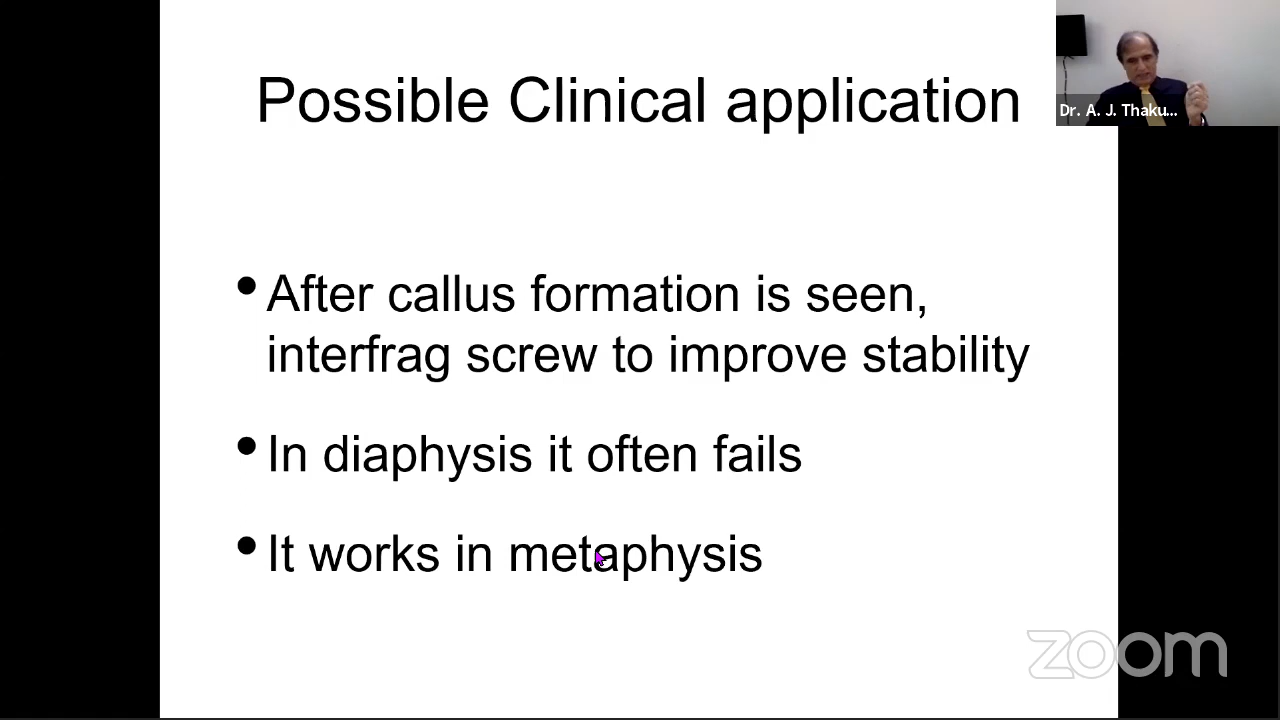 Possible Clinical application
Dr. A. J. Thaku...
• After callus formation is seen,
interfrag screw to improve stability
• In diaphysis it often fails
• It works in metaphysis
zoom